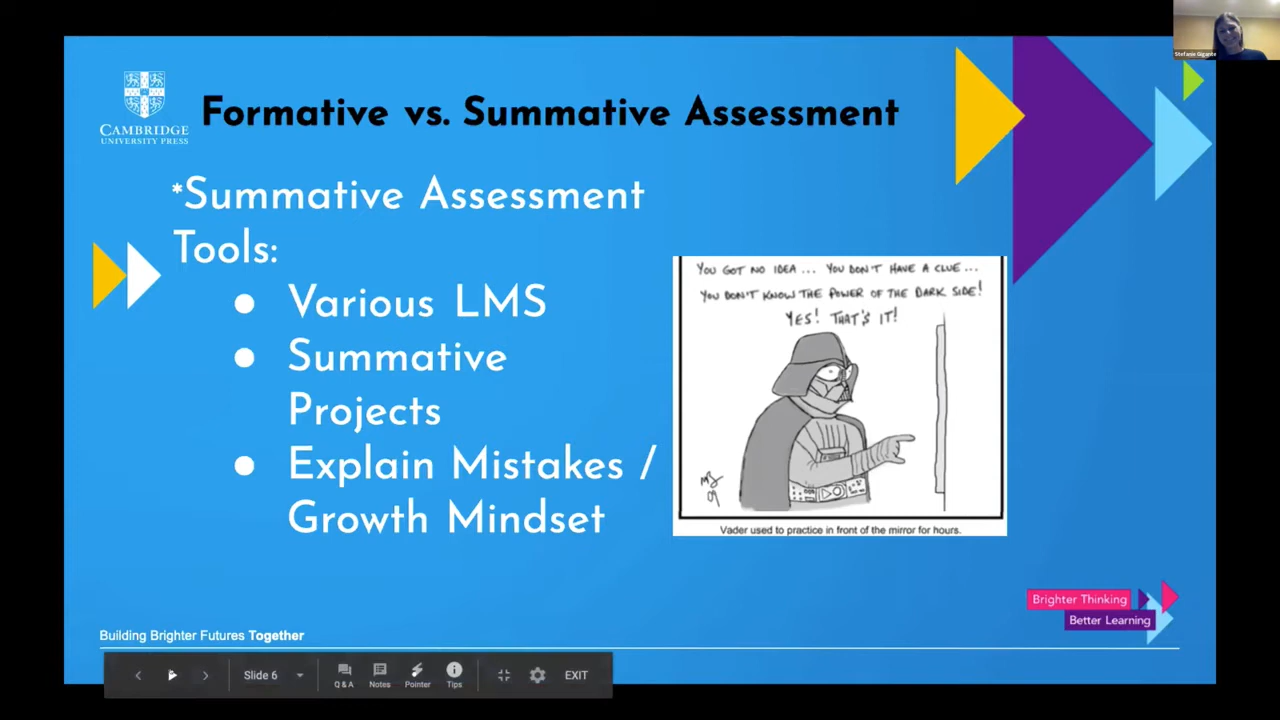 Stefanie Gigante
CAMBRIDGE
UNIVERSITY PRESS
Formative vs. Summative Assessment
*Summative Assessment
Tools:
● Various LMS
● Summative
Projects
● Explain Mistakes /
Growth Mindset
YOU GOT NO IDEA... YOU DON'T HAVE A CLUE...
YOU DON'T KNOW THE POWER OF THE DARK SIDE!
YES! THAT'S IT!
09
Vader used to practice in front of the mirror for hours.
Brighter Thinking
Better Learning
Building Brighter Futures Together
Slide 6
Q & A
Notes
Pointer
Tips
EXIT